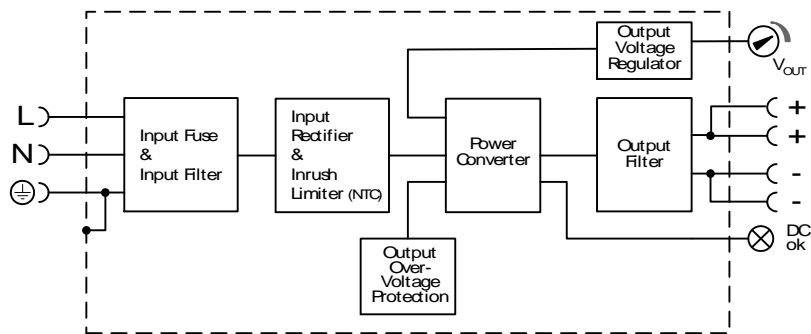 Output
Voltage
Regulator
VOUT
L
N
Input Fuse
&
Input Filter
Input
Rectifier
&
Inrush
Limiter (NTC)
Power
Converter
Output
Filter
+
+
-
-
Output
Over-
Voltage
Protection
DC
ok